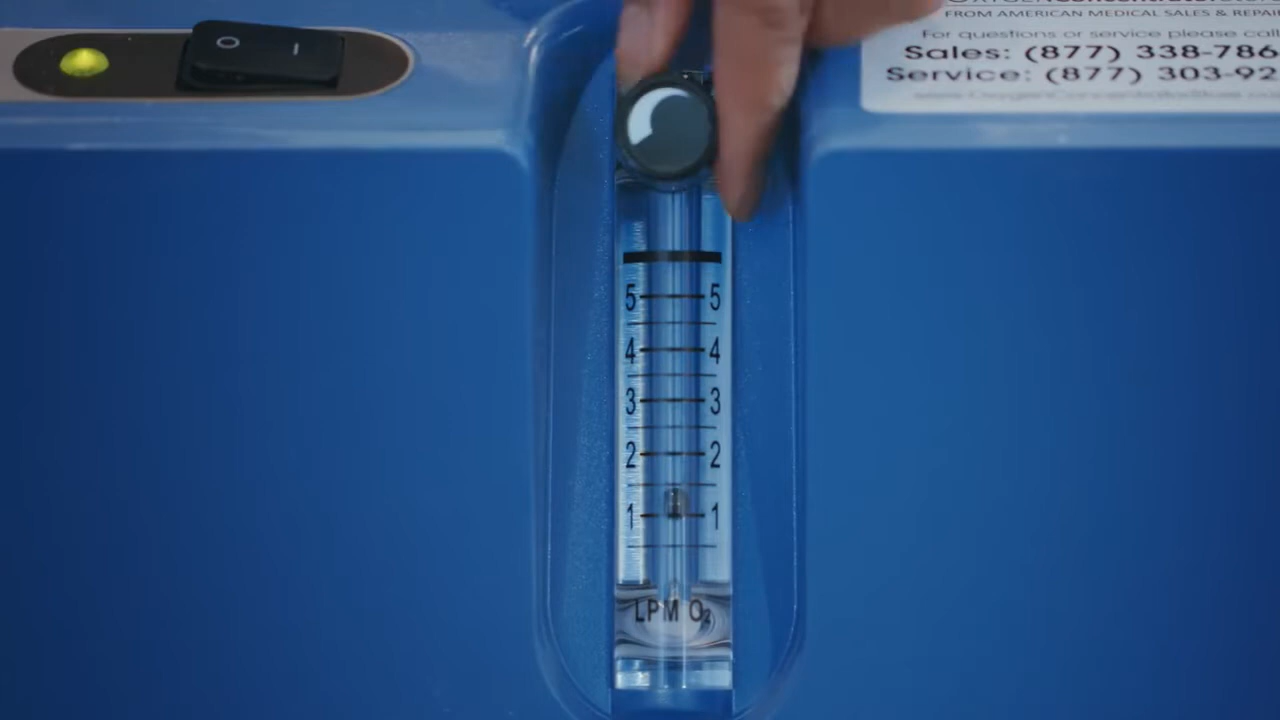 O I
FROM AMERICAN MEDICAL SALES & REPAI
For questions or service please call
Sales: (877) 338-786
Service: (877) 303-92
5 5
4 4
3 3
2 2
1 1
LPM O₂